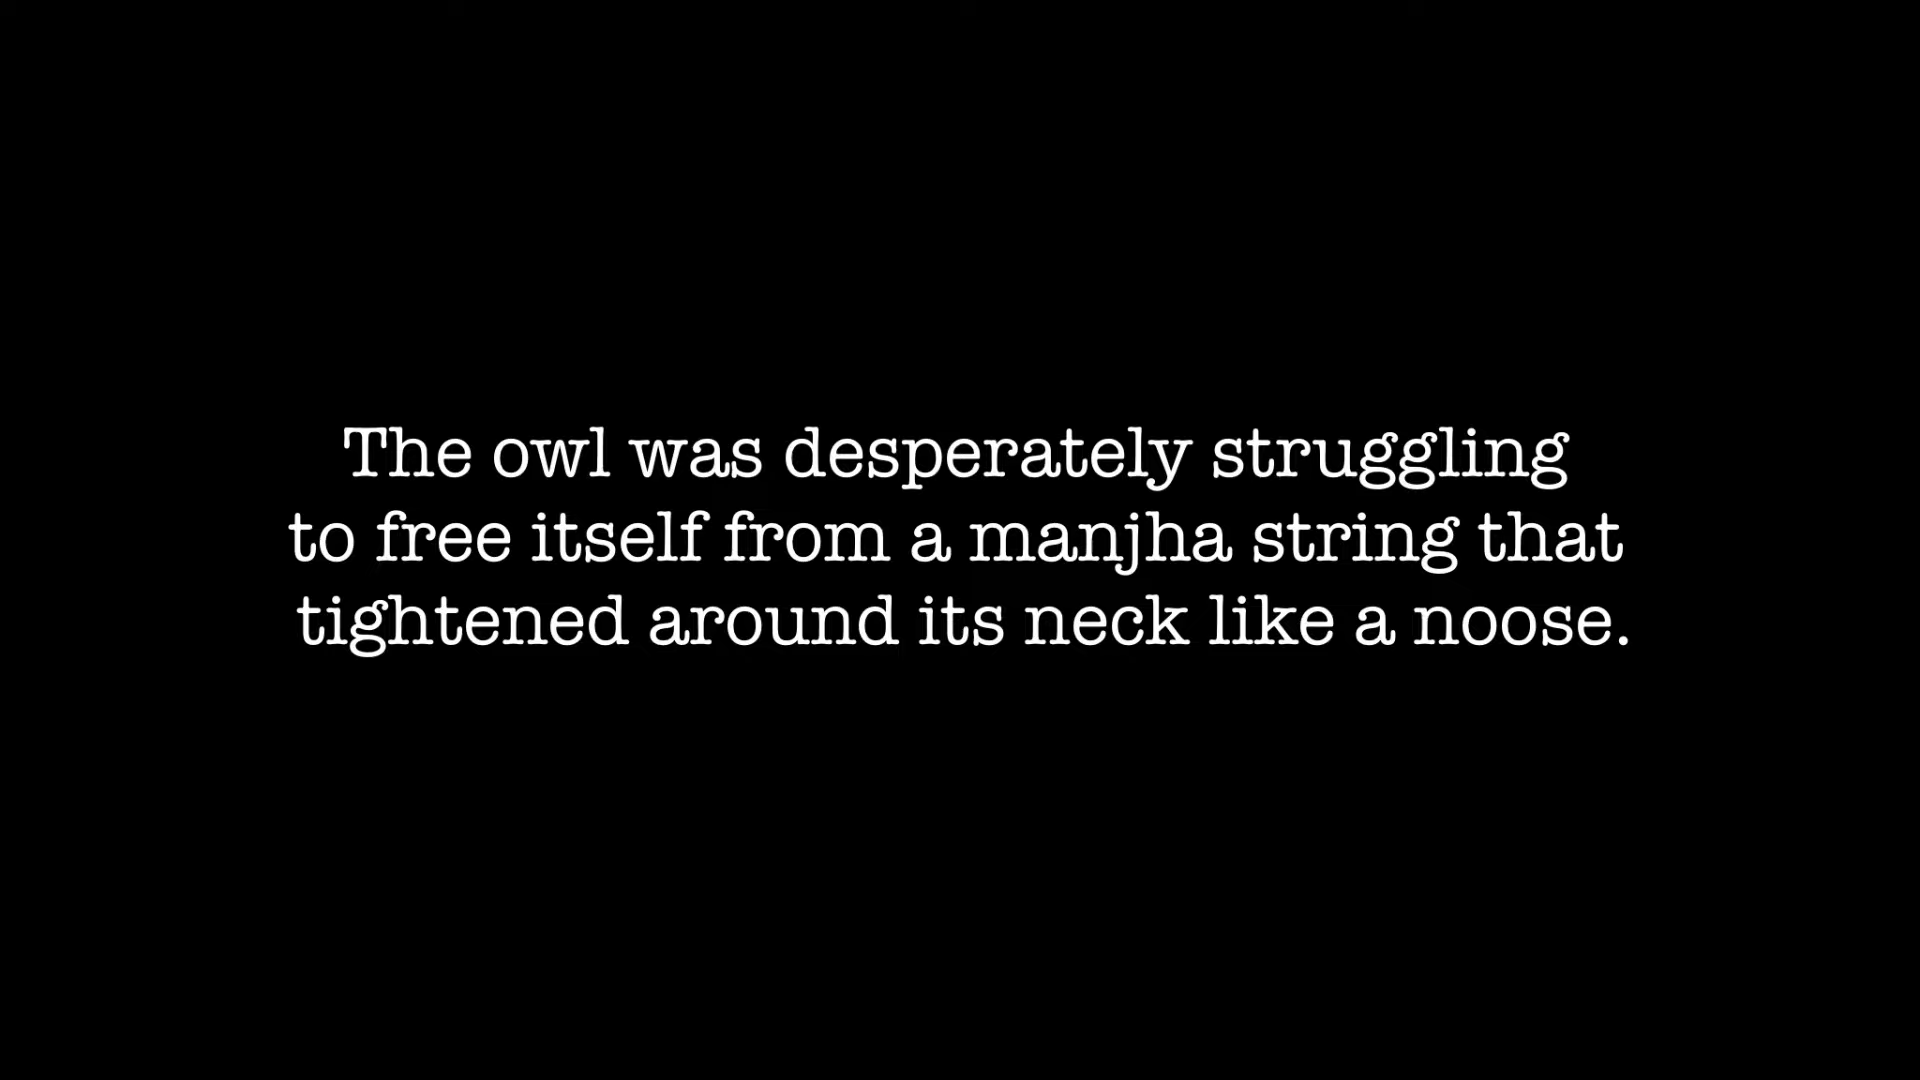 The owl was desperately struggling
to free itself from a manjha string that
tightened around its neck like a noose.